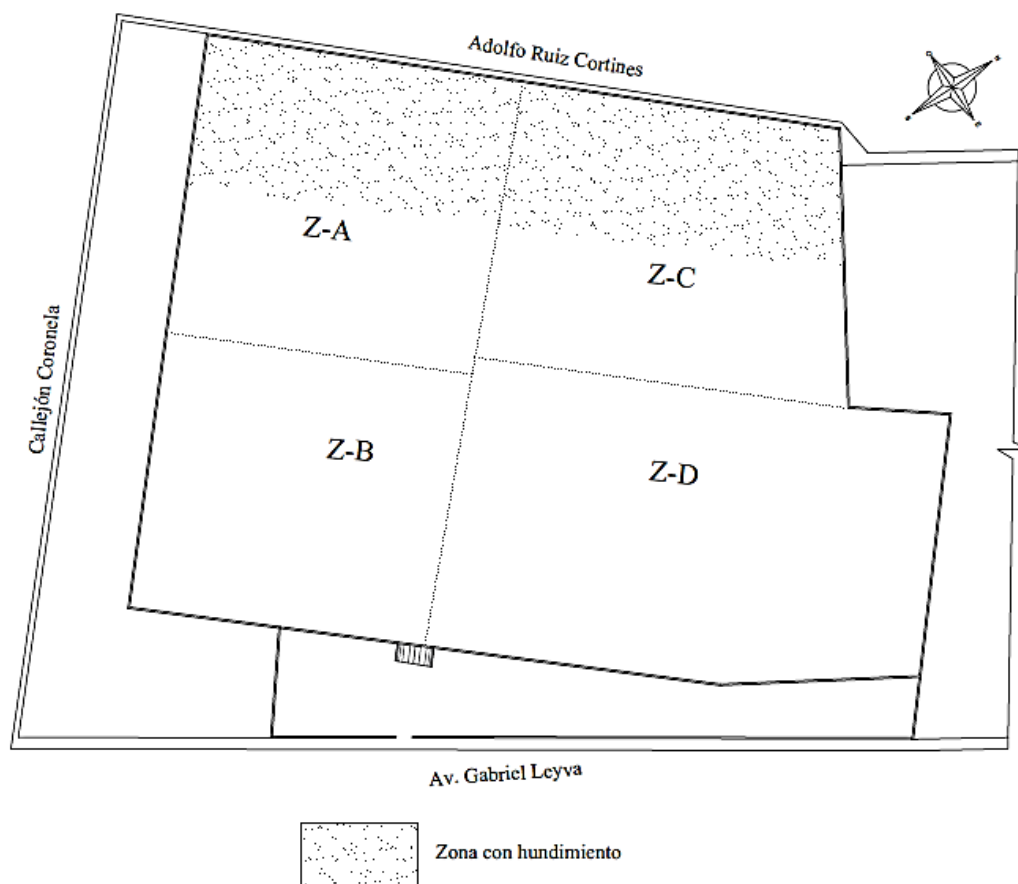 Adolfo Ruiz Cortines
Z-A
Z-C
Callejón Coronela
Z-B
Z-D
Av. Gabriel Leyva
Zona con hundimiento